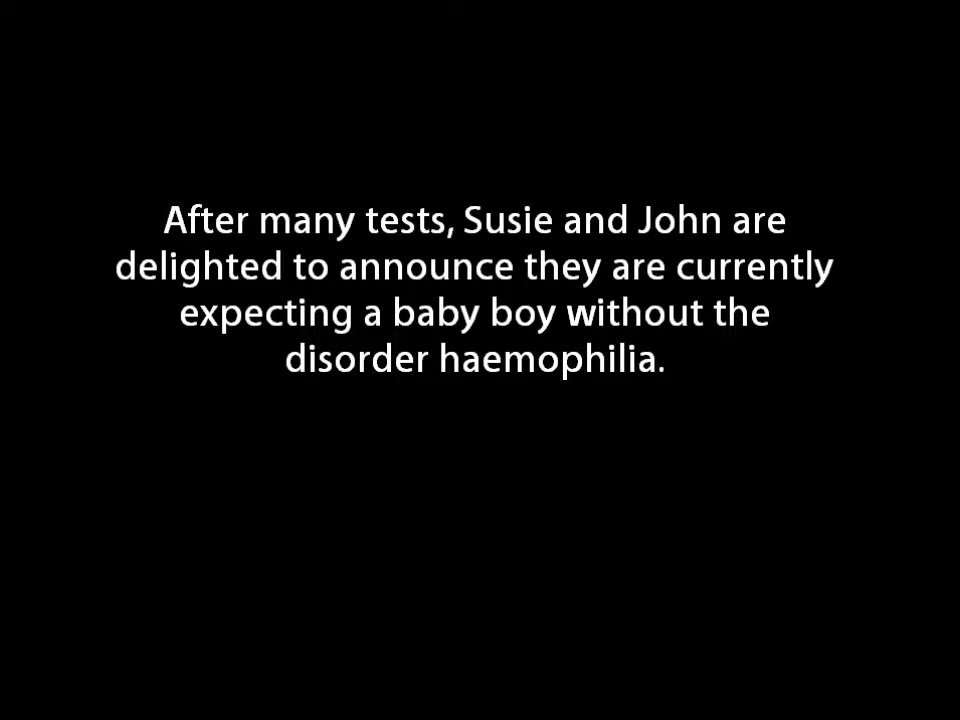 After many tests, Susie and John are
delighted to announce they are currently
expecting a baby boy without the
disorder haemophilia.